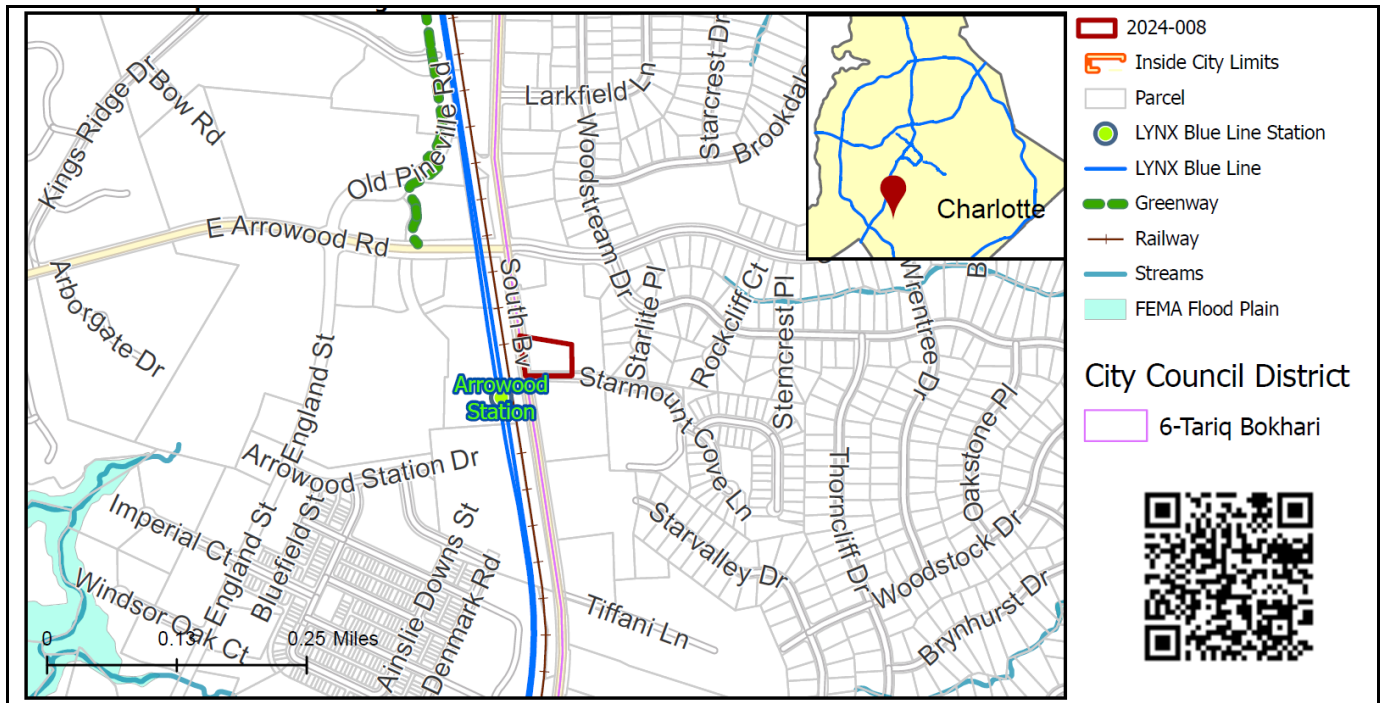 Kings Ridge Dr
Bow Rd
Old Pineville Rd
Larkfield Ln
Starcrest Dr
Brookdale
Woodstream Dr
E Arrowood Rd
Arborgate Dr
South Bv
Starlite Pl
Rockcliff Ct
Sterncrest Pl
Wrentree Dr
England St
Arrowood
Station
Starmount Cove Ln
Arrowood Station Dr
Thorncliff Dr
Oakstone Pl
Imperial Ct
England St
Bluefield St
Ainslie Downs St
Denmark Rd
Starvalley Dr
Woodstock Dr
Brynhurst Dr
Windsor Oak Ct
Tiffani Ln
0 0.13 0.25 Miles
Charlotte
2024-008
Inside City Limits
Parcel
LYNX Blue Line Station
LYNX Blue Line
Greenway
Railway
Streams
FEMA Flood Plain
City Council District
6-Tariq Bokhari